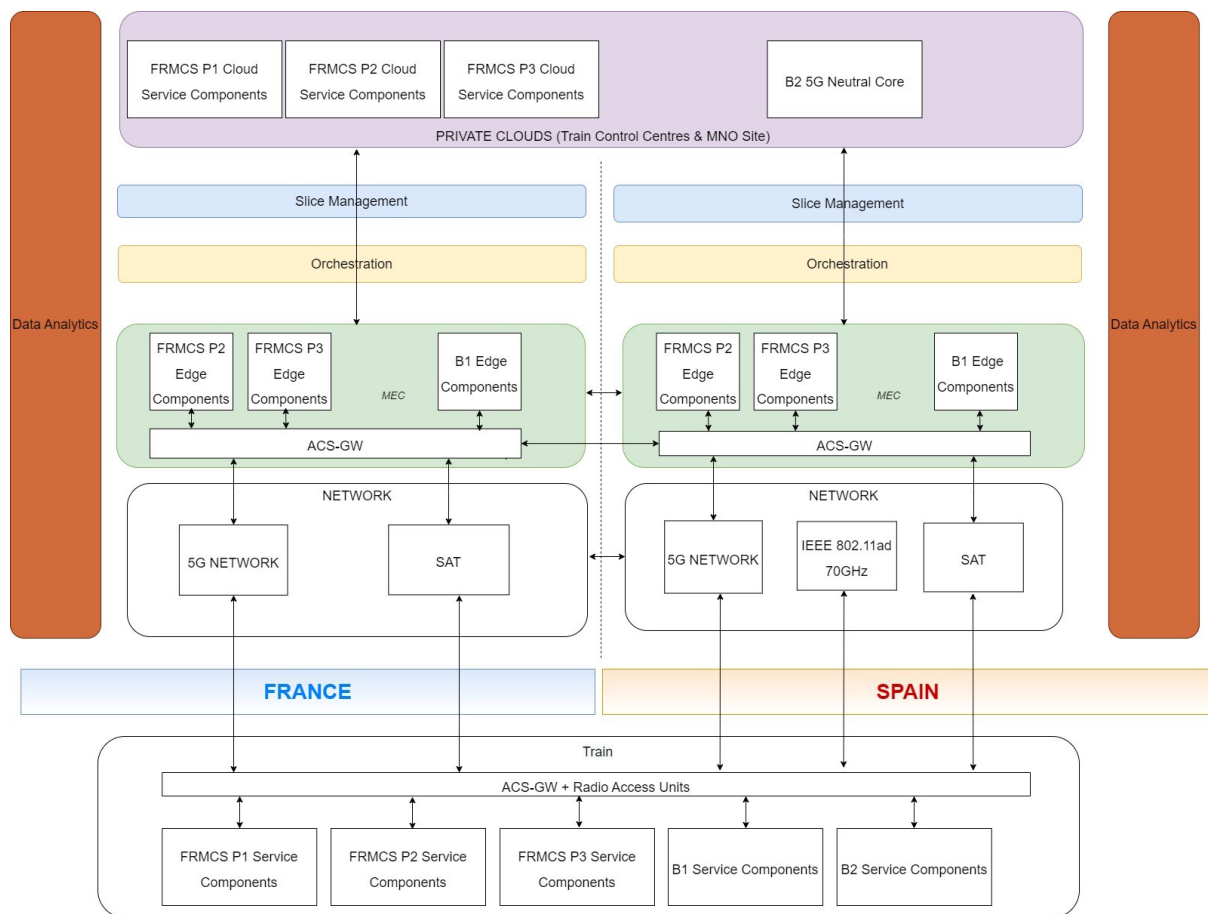 FRMCS P1 Cloud
Service Components
FRMCS P2 Cloud
Service Components
FRMCS P3 Cloud
Service Components
B2 5G Neutral Core
PRIVATE CLOUDS (Train Control Centres & MNO Site)
Slice Management
Slice Management
Orchestration
Orchestration
Data Analytics
Data Analytics
FRMCS P2
Edge
Components
FRMCS P3
Edge
Components
MEC
B1 Edge
Components
ACS-GW
FRMCS P2
Edge
Components
FRMCS P3
Edge
Components
MEC
B1 Edge
Components
ACS-GW
NETWORK
5G NETWORK
SAT
NETWORK
5G NETWORK
IEEE 802.11ad
70GHz
SAT
FRANCE
SPAIN
Train
ACS-GW + Radio Access Units
FRMCS P1 Service
Components
FRMCS P2 Service
Components
FRMCS P3 Service
Components
B1 Service Components
B2 Service Components